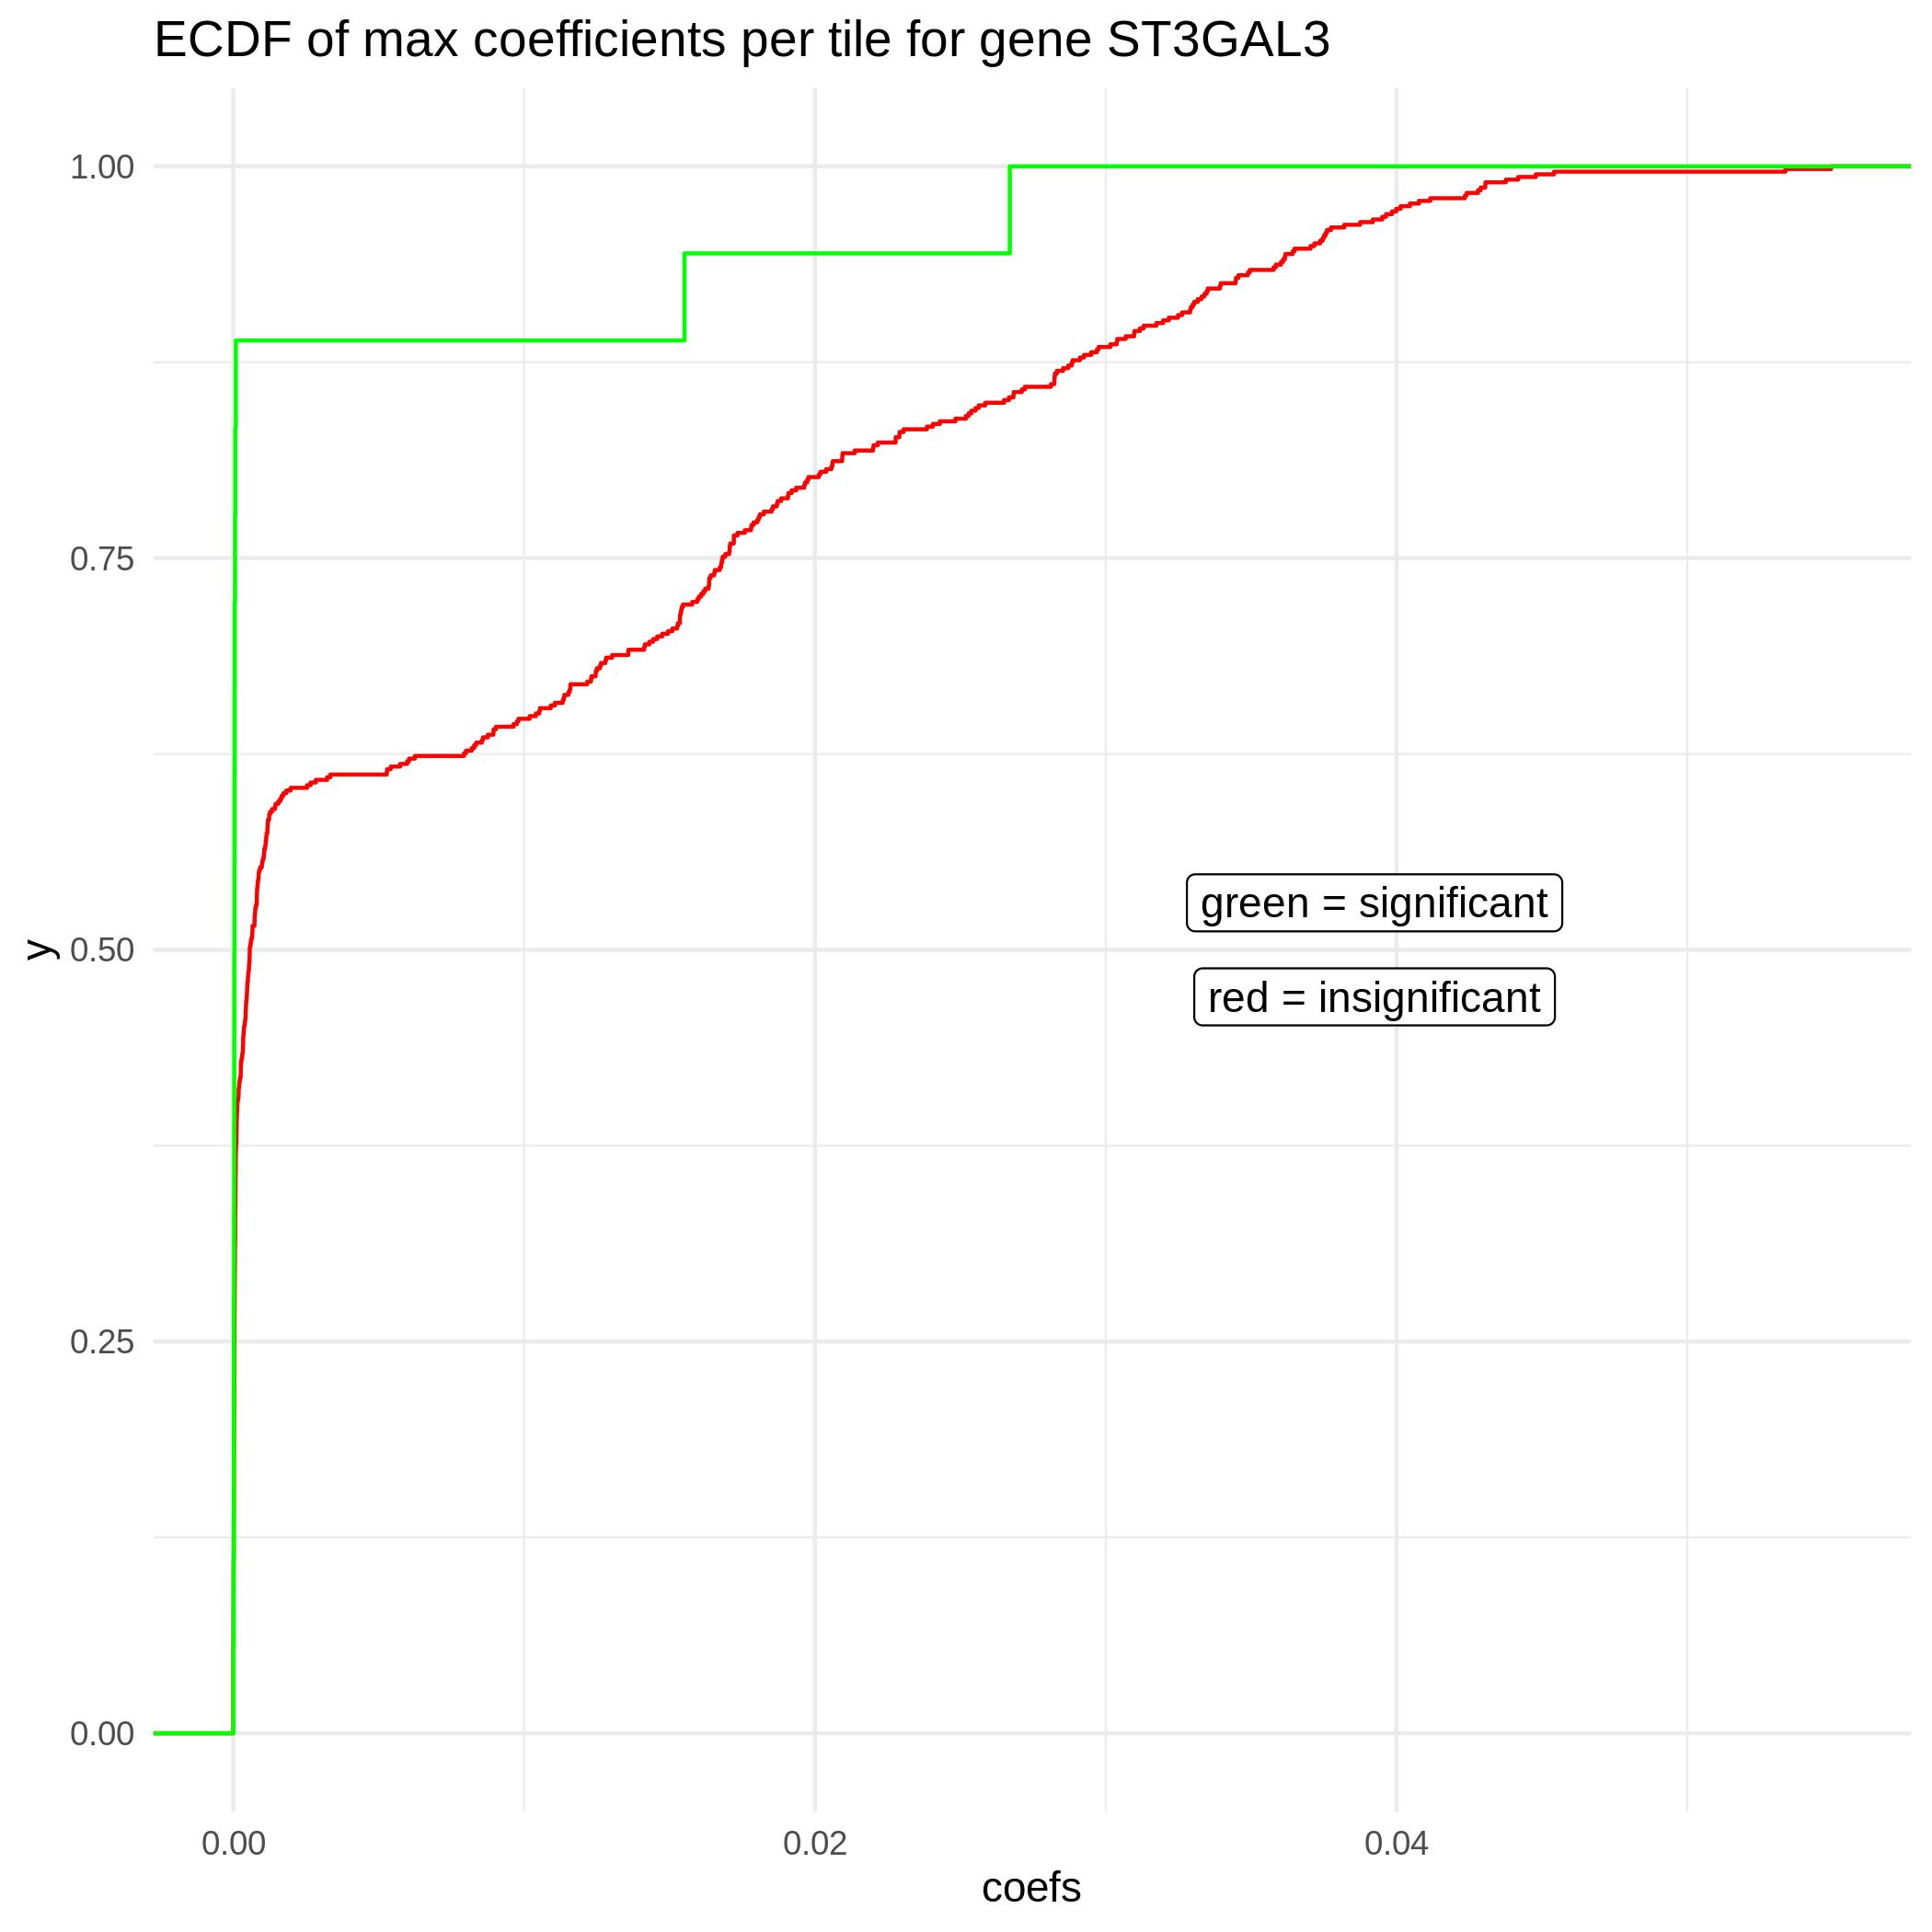 ECDF of max coefficients per tile for gene ST3GAL3
1.00
0.75
0.50
0.25
0.00
y
green = significant
red = insignificant
0.00
0.02
0.04
coefs